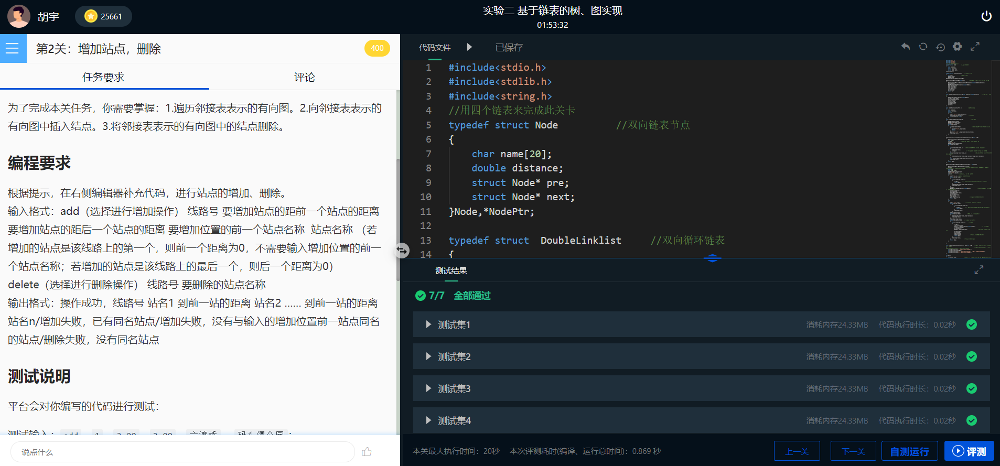 胡宇
25661
实验二 基于链表的树、图实现
01:53:32
第2关：增加站点，删除
400
任务要求
评论
为了完成本关任务，你需要掌握：1.遍历邻接表表示的有向图。2.向邻接表表示的
有向图中插入结点。3.将邻接表表示的有向图中的结点删除。
编程要求
根据提示，在右侧编辑器补充代码，进行站点的增加、删除。
输入格式：add（选择进行增加操作） 线路号 要增加站点的距前一个站点的距离
要增加站点的距后一个站点的距离 要增加位置的前一个站点名称 站点名称 （若
增加的站点是该线路上的第一个，则前一个距离为0，不需要输入增加位置的前一
个站点名称；若增加的站点是该线路上的最后一个，则后一个距离为0）
delete（选择进行删除操作） 线路号 要删除的站点名称
输出格式：操作成功，线路号 站名1 到前一站的距离 站名2 ...... 到前一站的距离
站名n/增加失败，已有同名站点/增加失败，没有与输入的增加位置前一站点同名
的站点/删除失败，没有同名站点
测试说明
平台会对你编写的代码进行测试：
测试输入：add 1 3.00 2.00 六渡桥 码头潭公园；
说点什么
代码文件
已保存
1 #include<stdio.h>
2 #include<stdlib.h>
3 #include<string.h>
4 //用四个链表来完成此关卡
5 typedef struct Node //双向链表节点
6 {
7 char name[20];
8 double distance;
9 struct Node* pre;
10 struct Node* next;
11 }Node,*NodePtr;
12
13 typedef struct DoubleLinklist //双向循环链表
14 {
测试结果
7/7 全部通过
测试集1 消耗内存24.33MB 代码执行时长：0.02秒
测试集2 消耗内存24.33MB 代码执行时长：0.02秒
测试集3 消耗内存24.33MB 代码执行时长：0.02秒
测试集4 消耗内存24.33MB 代码执行时长：0.02秒
本关最大执行时间：20秒 本次评测耗时(编译、运行总时间)：0.869 秒
上一关
下一关
自测运行
评测